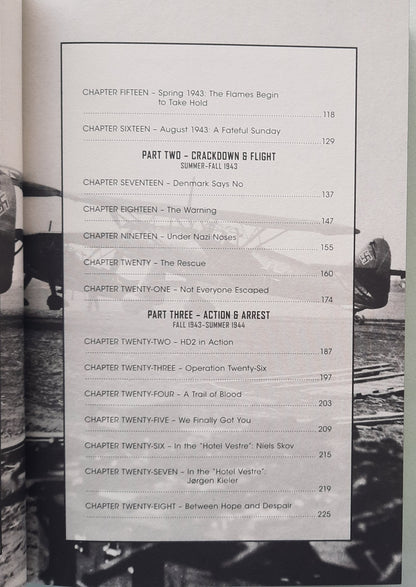 CHAPTER FIFTEEN – Spring 1943: The Flames Begin
to Take Hold
118
CHAPTER SIXTEEN – August 1943: A Fateful Sunday
129
PART TWO – CRACKDOWN & FLIGHT
SUMMER–FALL 1943
CHAPTER SEVENTEEN – Denmark Says No
137
CHAPTER EIGHTEEN – The Warning
147
CHAPTER NINETEEN – Under Nazi Noses
155
CHAPTER TWENTY – The Rescue
160
CHAPTER TWENTY-ONE – Not Everyone Escaped
174
PART THREE – ACTION & ARREST
FALL 1943–SUMMER 1944
CHAPTER TWENTY-TWO – HD2 in Action
187
CHAPTER TWENTY-THREE – Operation Twenty-Six
197
CHAPTER TWENTY-FOUR – A Trail of Blood
203
CHAPTER TWENTY-FIVE – We Finally Got You
209
CHAPTER TWENTY-SIX – In the "Hotel Vestre": Niels Skov
215
CHAPTER TWENTY-SEVEN – In the "Hotel Vestre":
Jørgen Kieler
219
CHAPTER TWENTY-EIGHT – Between Hope and Despair
225